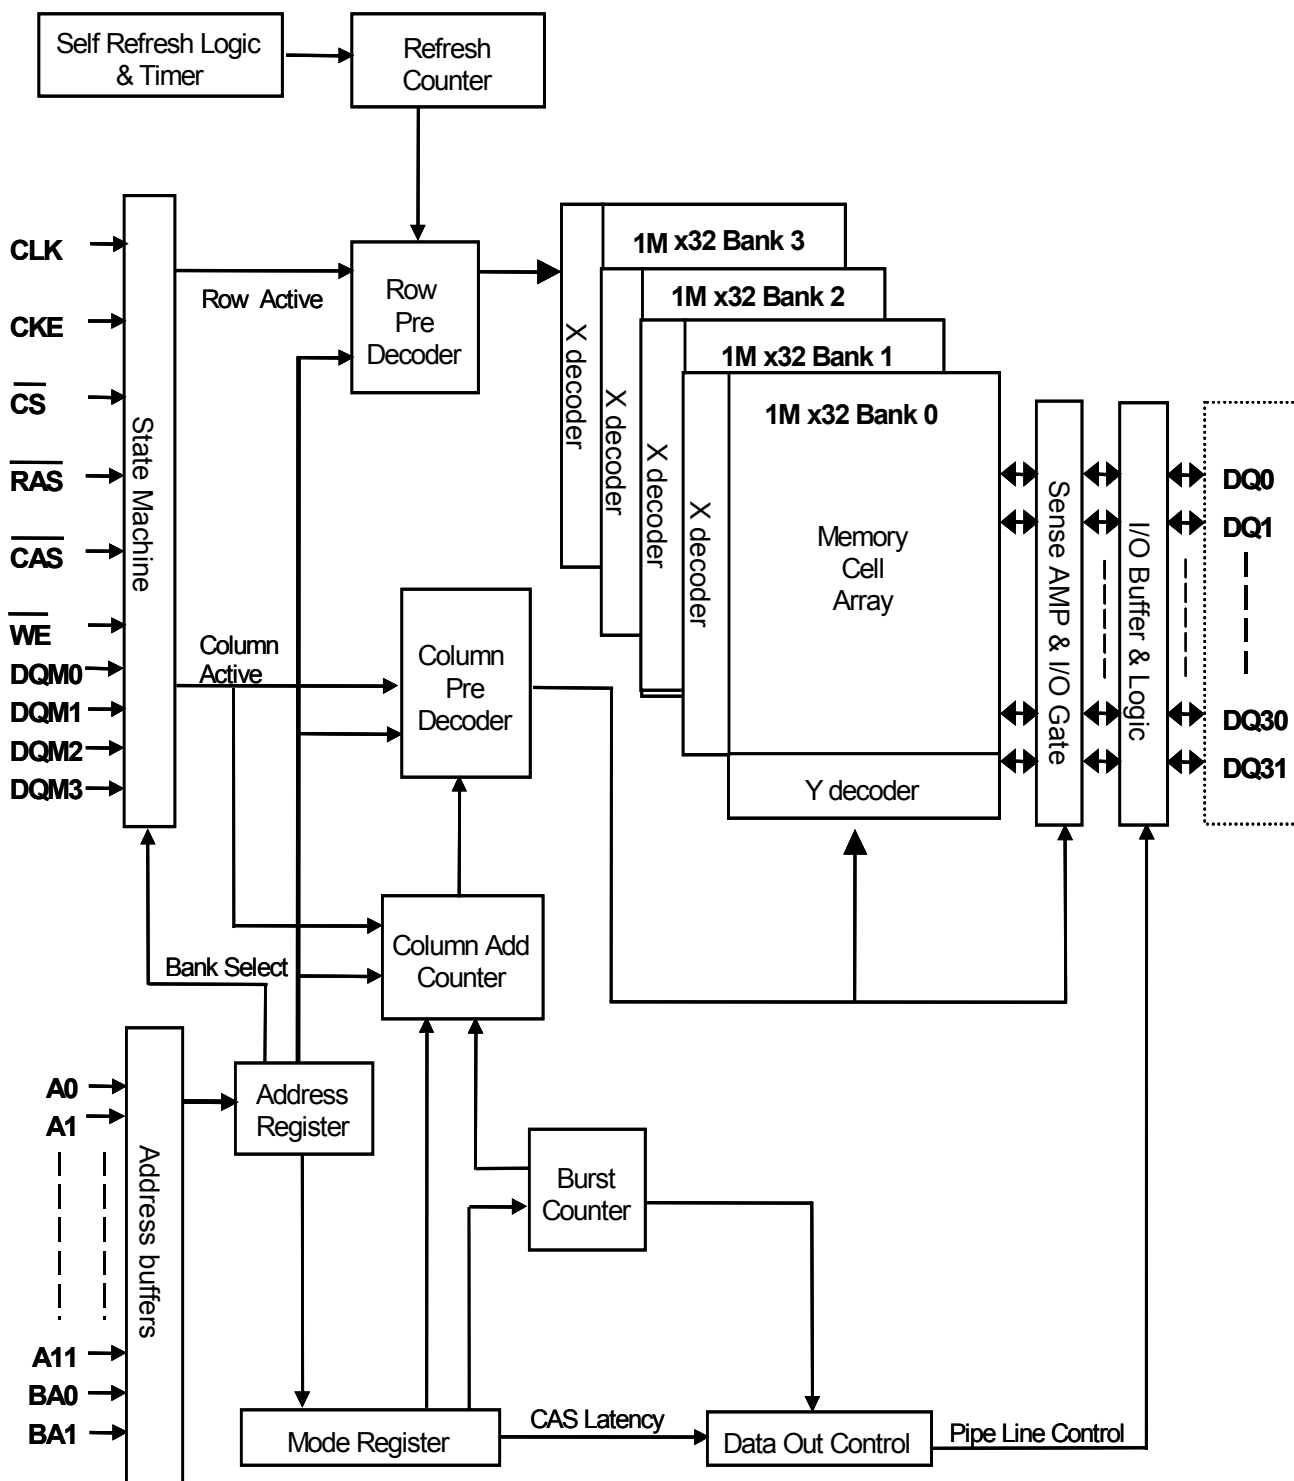 Self Refresh Logic
& Timer
Refresh
Counter
CLK
CKE
CS
RAS
CAS
WE
DQM0
DQM1
DQM2
DQM3
State Machine
Row Active
Row
Pre
Decoder
1M x32 Bank 3
1M x32 Bank 2
1M x32 Bank 1
1M x32 Bank 0
X decoder
X decoder
X decoder
X decoder
Memory
Cell
Array
Y decoder
Sense AMP & I/O Gate
I/O Buffer & Logic
DQ0
DQ1
DQ30
DQ31
Column
Active
Column
Pre
Decoder
Column Add
Counter
Bank Select
A0
A1
A11
BA0
BA1
Address buffers
Address
Register
Burst
Counter
Mode Register
CAS Latency
Data Out Control
Pipe Line Control